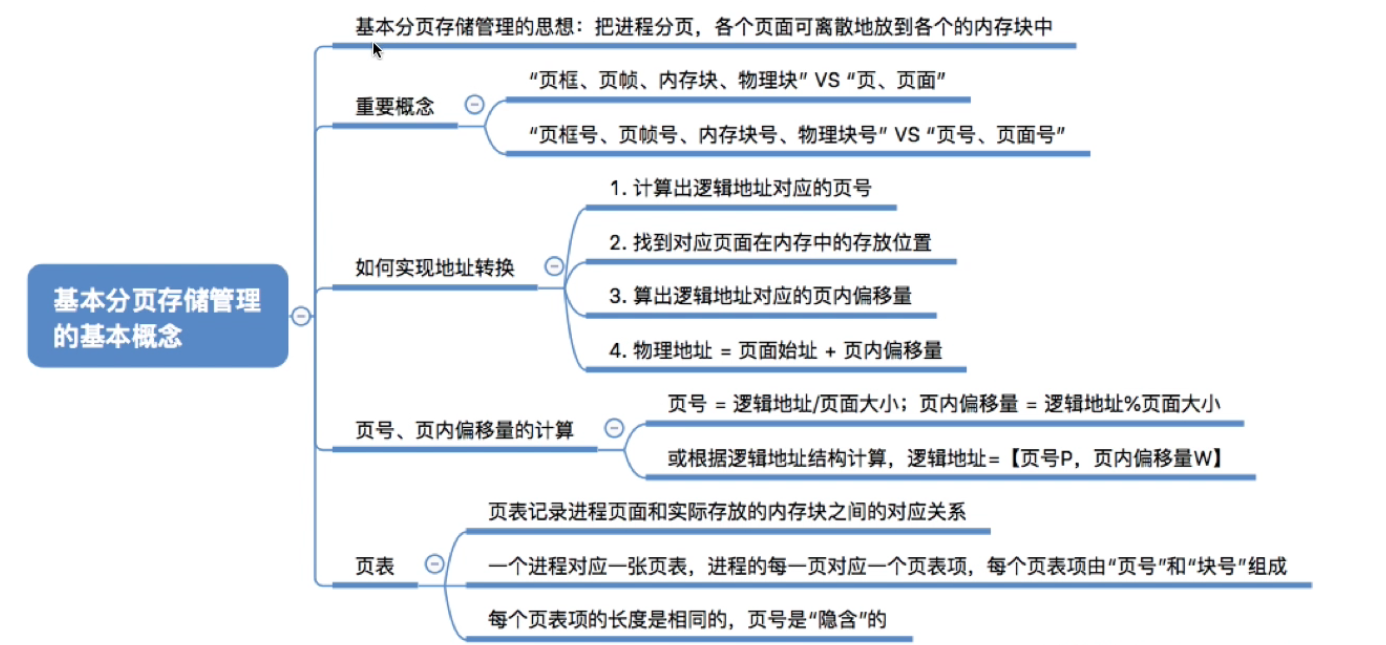 基本分页存储管理
的基本概念
基本分页存储管理的思想：把进程分页，各个页面可离散地放到各个的内存块中
重要概念
“页框、页帧、内存块、物理块” VS “页、页面”
“页框号、页帧号、内存块号、物理块号” VS “页号、页面号”
如何实现地址转换
1. 计算出逻辑地址对应的页号
2. 找到对应页面在内存中的存放位置
3. 算出逻辑地址对应的页内偏移量
4. 物理地址 = 页面始址 + 页内偏移量
页号、页内偏移量的计算
页号 = 逻辑地址/页面大小；页内偏移量 = 逻辑地址%页面大小
或根据逻辑地址结构计算，逻辑地址=【页号P，页内偏移量W】
页表
页表记录进程页面和实际存放的内存块之间的对应关系
一个进程对应一张页表，进程的每一页对应一个页表项，每个页表项由“页号”和“块号”组成
每个页表项的长度是相同的，页号是“隐含”的